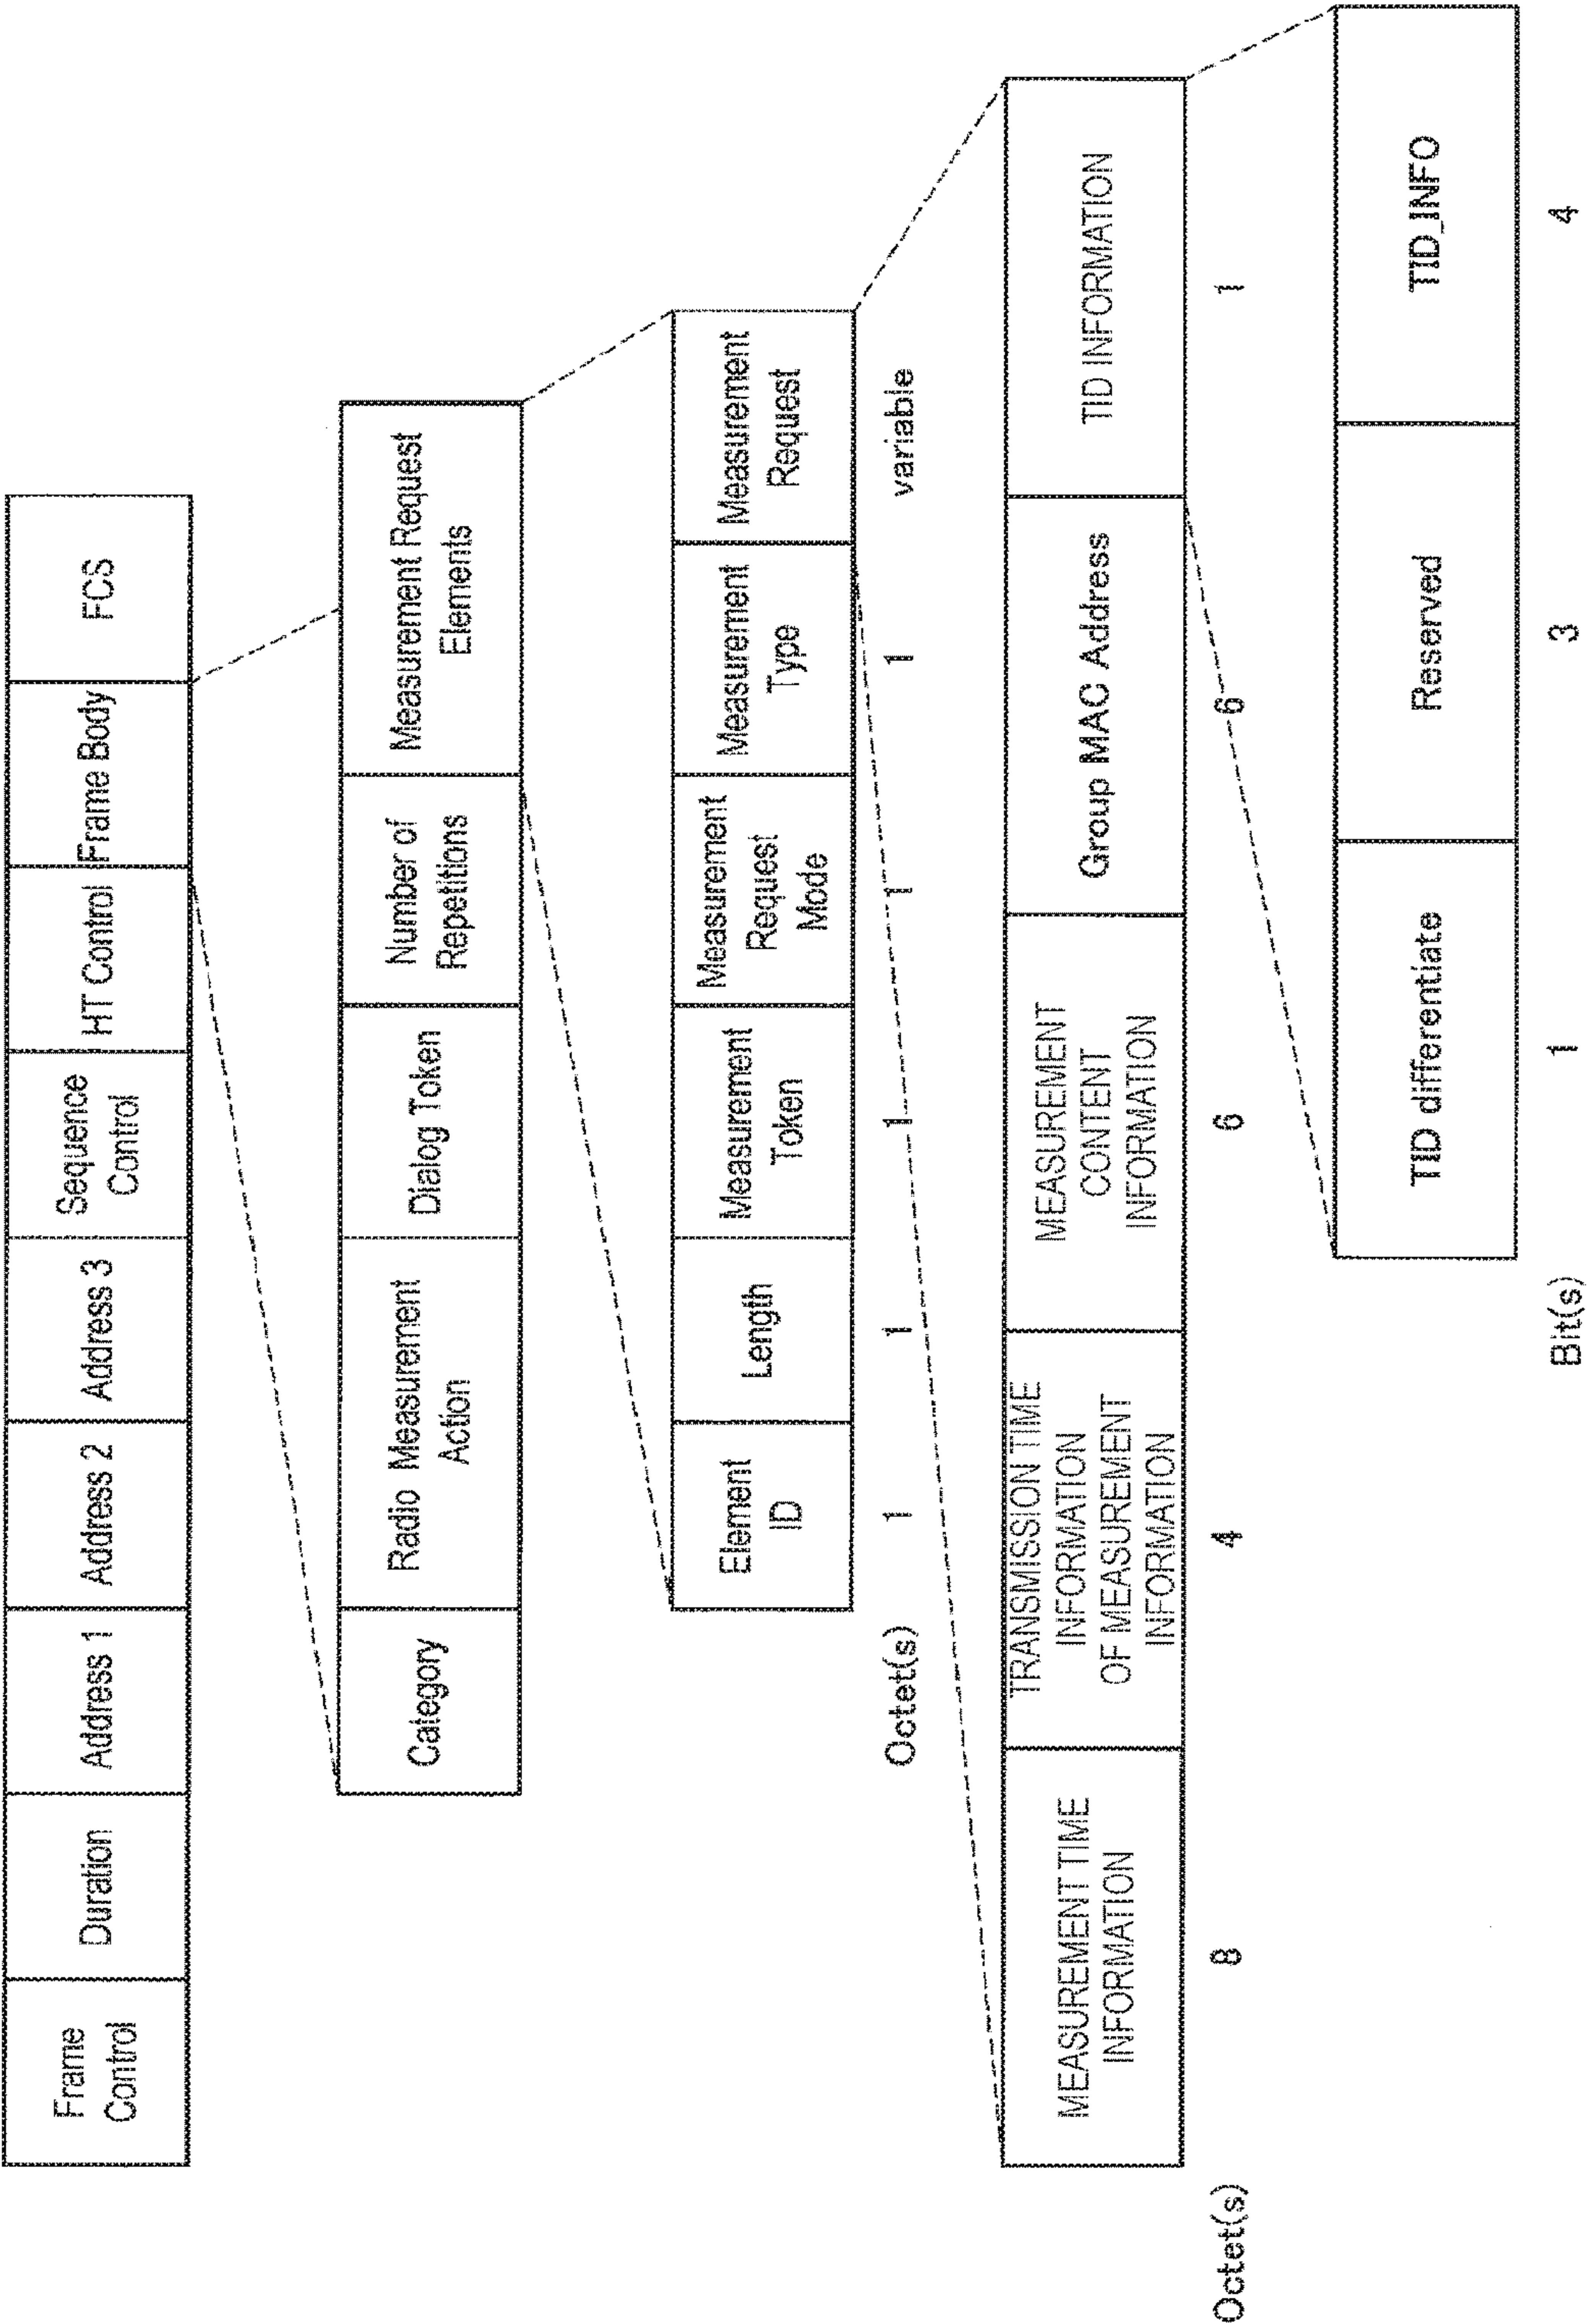 Frame
Control
Duration
Address 1
Address 2
Address 3
Sequence
Control
HT Control
Frame Body
FCS
Category
Radio Measurement
Action
Dialog Token
Number of
Repetitions
Measurement Request
Elements
Element
ID
Length
Measurement
Token
Measurement
Request
Mode
Measurement
Type
Measurement
Request
Octet(s)
1
1
1
1
1
variable
MEASUREMENT TIME
INFORMATION
TRANSMISSION TIME
INFORMATION
OF MEASUREMENT
INFORMATION
MEASUREMENT
CONTENT
INFORMATION
Group MAC Address
TID INFORMATION
Octet(s)
8
4
6
6
1
TID differentiate
Reserved
TID_INFO
Bit(s)
1
3
4